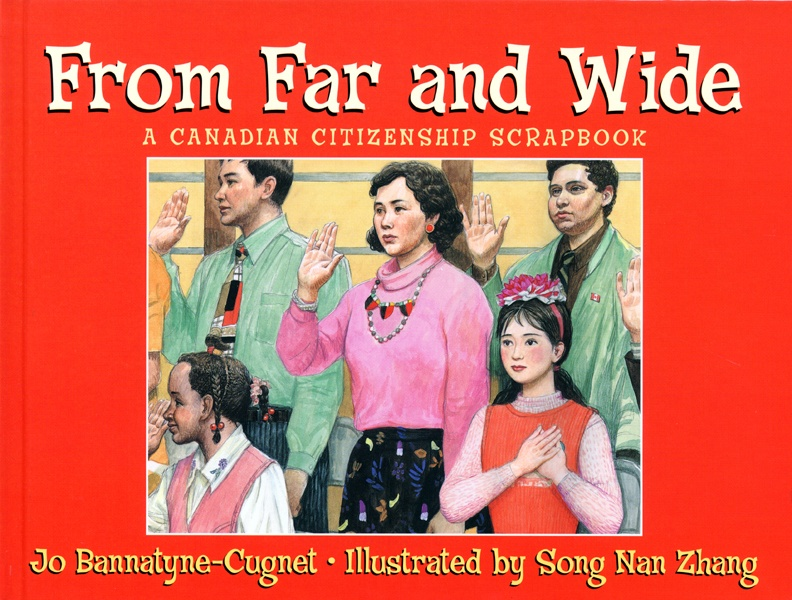 From Far and Wide
A CANADIAN CITIZENSHIP SCRAPBOOK
Jo Bannatyne-Cugnet • Illustrated by Song Nan Zhang